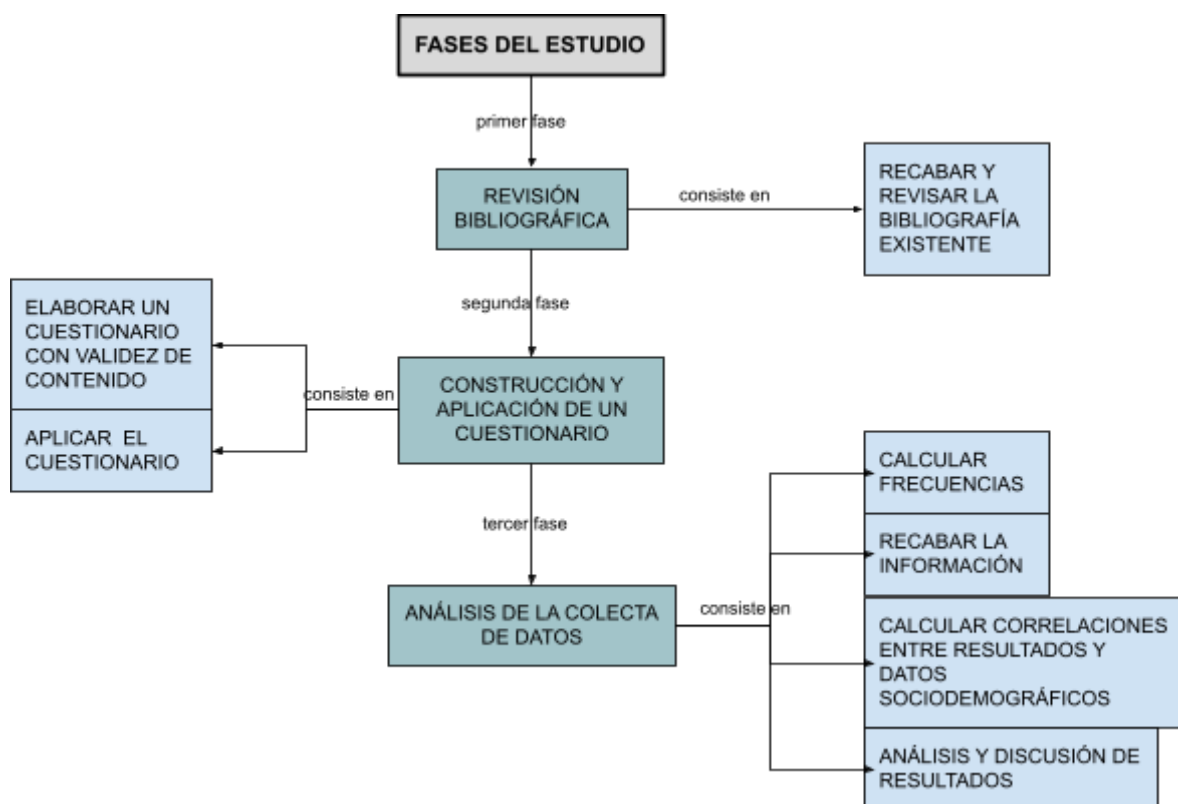 FASES DEL ESTUDIO
primer fase
REVISIÓN
BIBLIOGRÁFICA
consiste en
RECABAR Y
REVISAR LA
BIBLIOGRAFÍA
EXISTENTE
segunda fase
CONSTRUCCIÓN Y
APLICACIÓN DE UN
CUESTIONARIO
consiste en
ELABORAR UN
CUESTIONARIO
CON VALIDEZ DE
CONTENIDO
APLICAR EL
CUESTIONARIO
tercer fase
ANÁLISIS DE LA COLECTA
DE DATOS
consiste en
CALCULAR
FRECUENCIAS
RECABAR LA
INFORMACIÓN
CALCULAR CORRELACIONES
ENTRE RESULTADOS Y
DATOS
SOCIODEMOGRÁFICOS
ANÁLISIS Y DISCUSIÓN DE
RESULTADOS